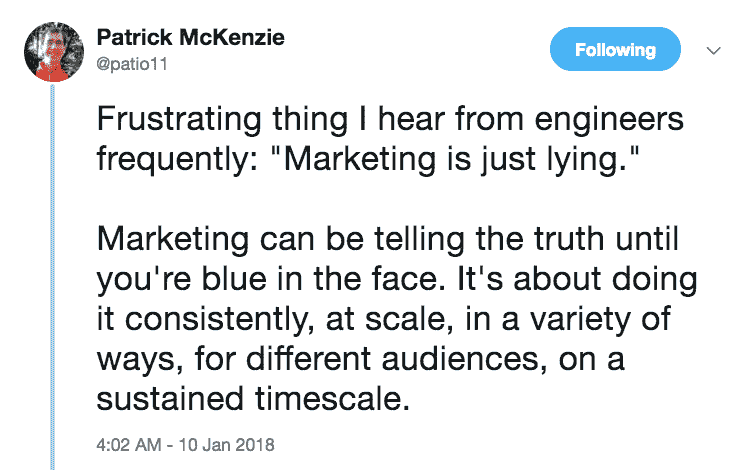 Patrick McKenzie
@patio11
Following
Frustrating thing I hear from engineers
frequently: "Marketing is just lying."
Marketing can be telling the truth until
you're blue in the face. It's about doing
it consistently, at scale, in a variety of
ways, for different audiences, on a
sustained timescale.
4:02 AM - 10 Jan 2018